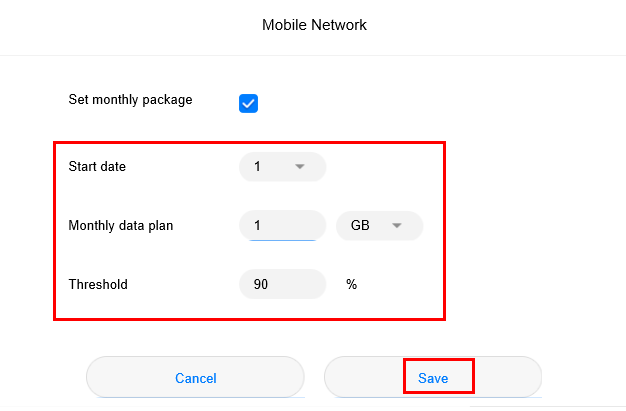 Mobile Network
Set monthly package
Start date 1
Monthly data plan 1 GB
Threshold 90 %
Cancel Save